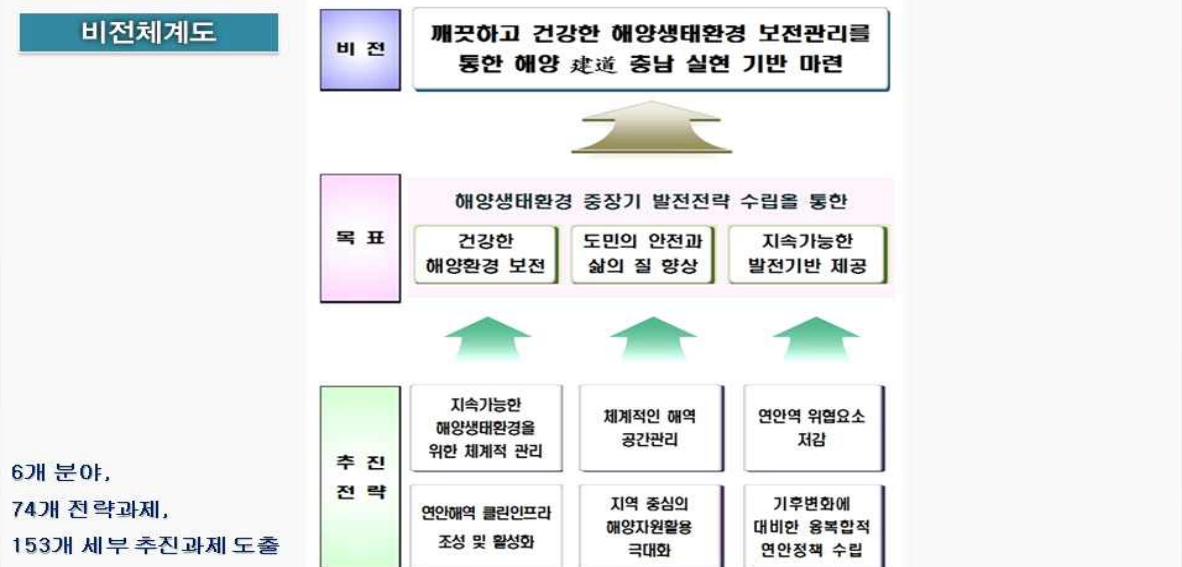 비전체계도
비 전
깨끗하고 건강한 해양생태환경 보전관리를
통한 해양 建道 충남 실현 기반 마련
목 표
해양생태환경 중장기 발전전략 수립을 통한
건강한
해양환경 보전
도민의 안전과
삶의 질 향상
지속가능한
발전기반 제공
추 진
전 략
지속가능한
해양생태환경을
위한 체계적 관리
체계적인 해역
공간관리
연안역 위협요소
저감
연안해역 클린인프라
조성 및 활성화
지역 중심의
해양자원활용
극대화
기후변화에
대비한 융복합적
연안정책 수립
6개 분야,
74개 전략과제,
153개 세부 추진과제 도출